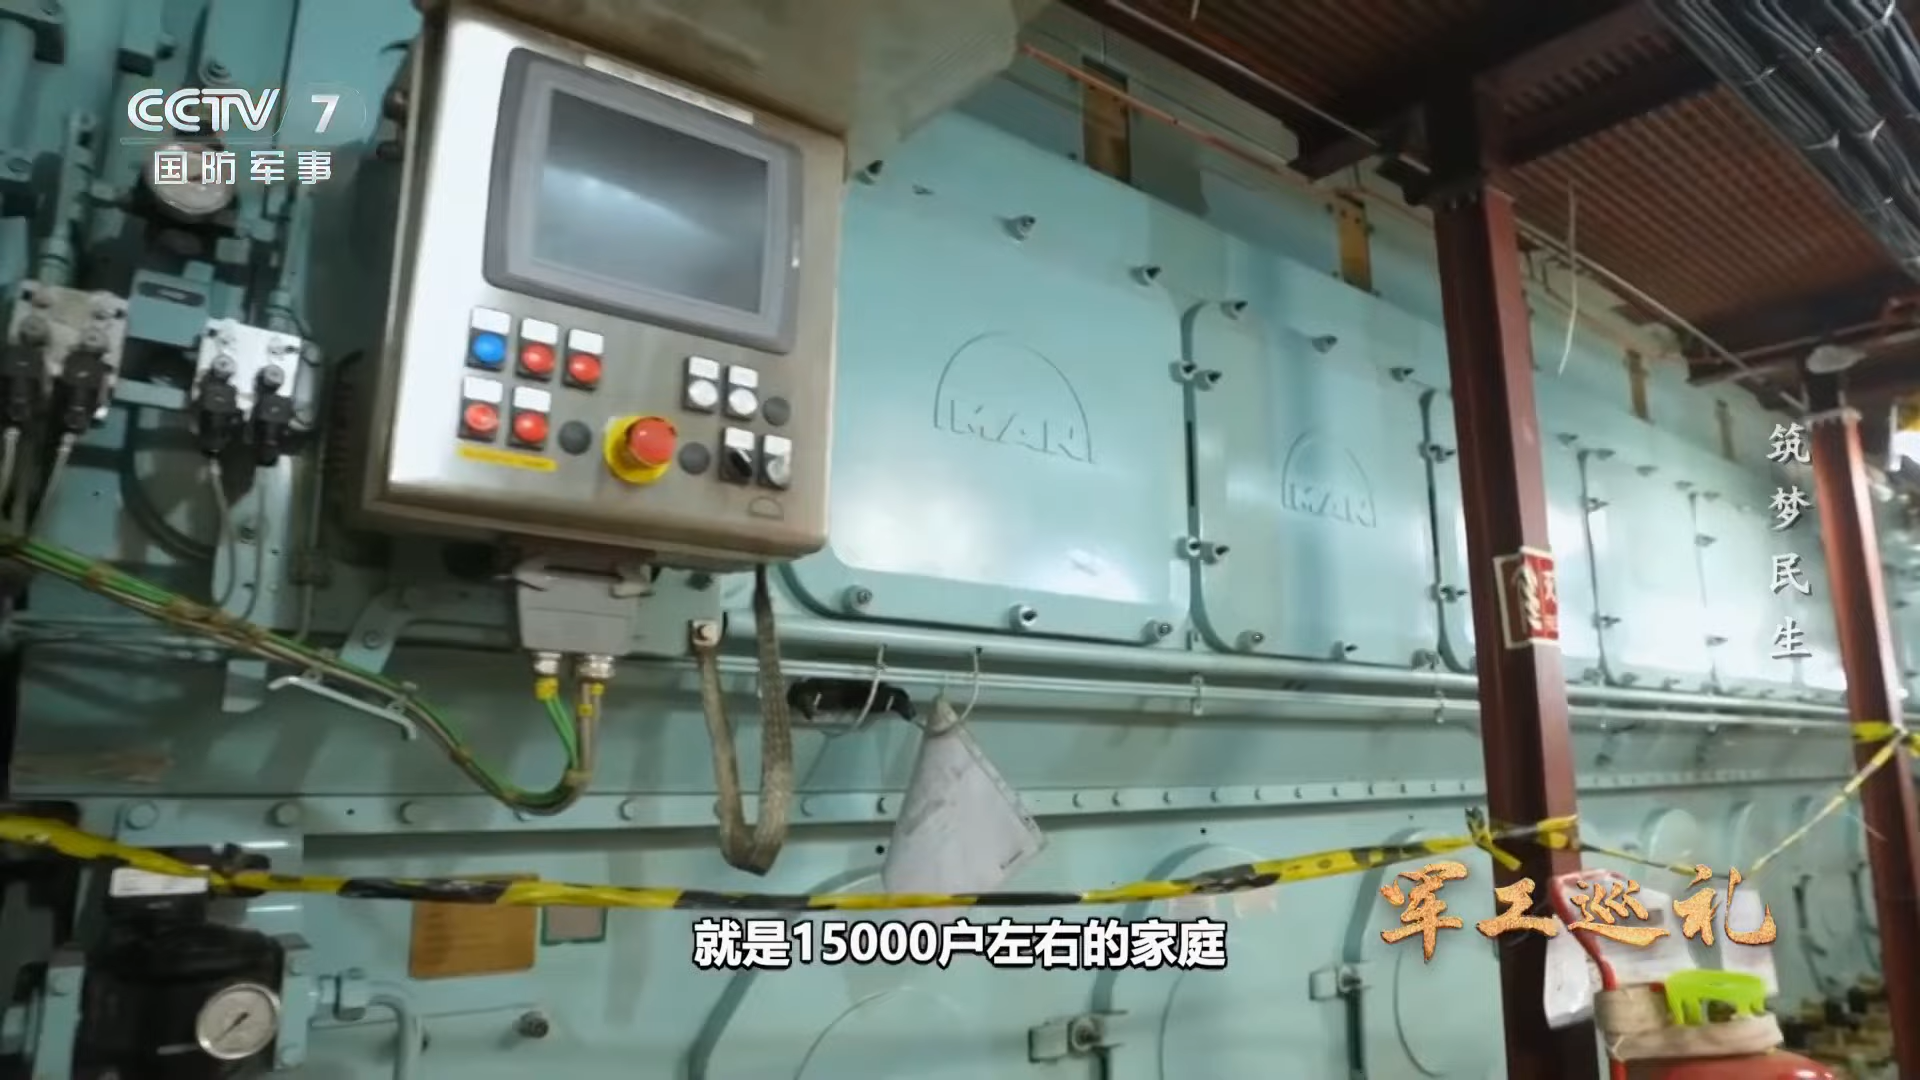 CCTV 7
国防军事
MAN
MAN
筑梦民生
军工巡礼
就是15000户左右的家庭